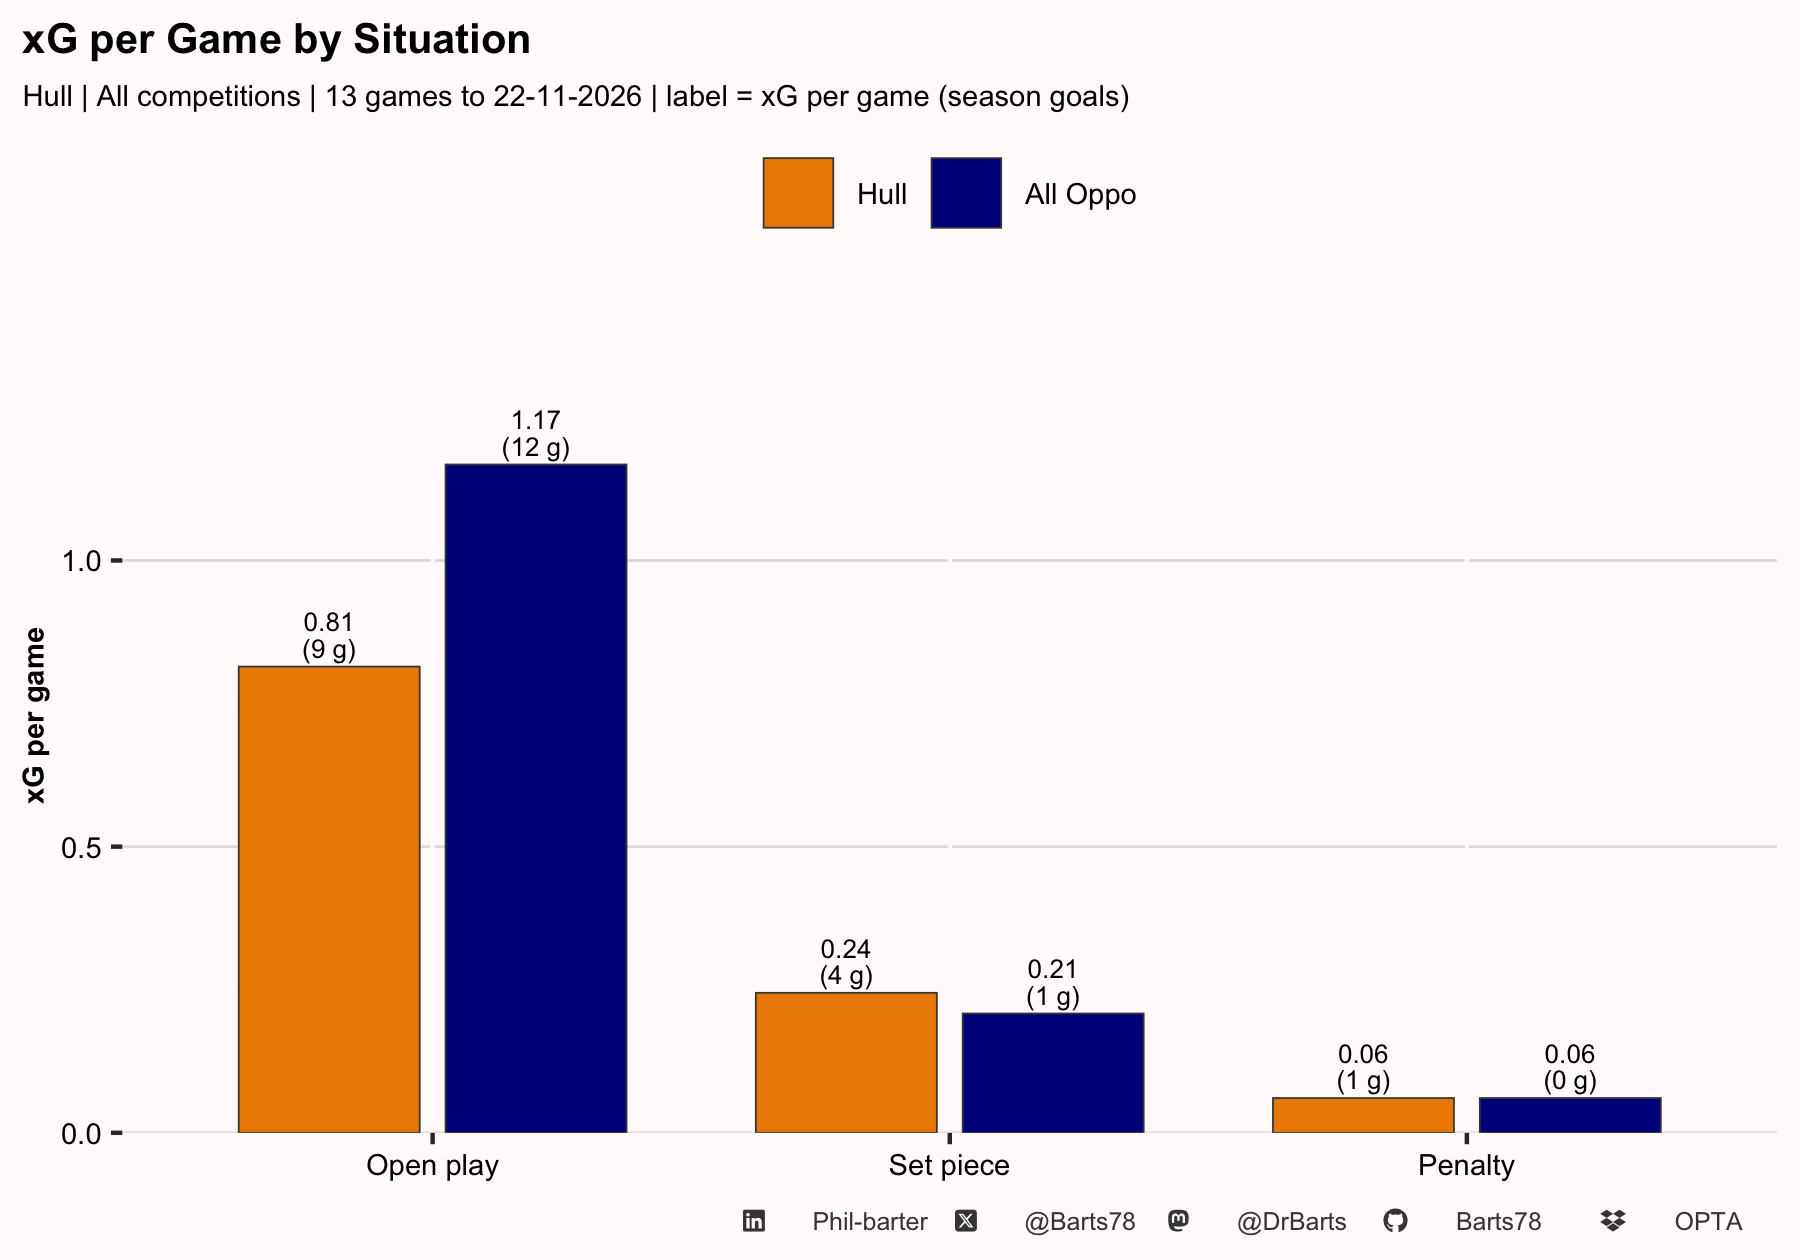 xG per Game by Situation
Hull | All competitions | 13 games to 22-11-2026 | label = xG per game (season goals)
Hull All Oppo
1.17
(12 g)
0.81
(9 g)
0.24
(4 g)
0.21
(1 g)
0.06
(1 g)
0.06
(0 g)
xG per game
1.0
0.5
0.0
Open play Set piece Penalty
Phil-barter @Barts78 @DrBarts Barts78 OPTA